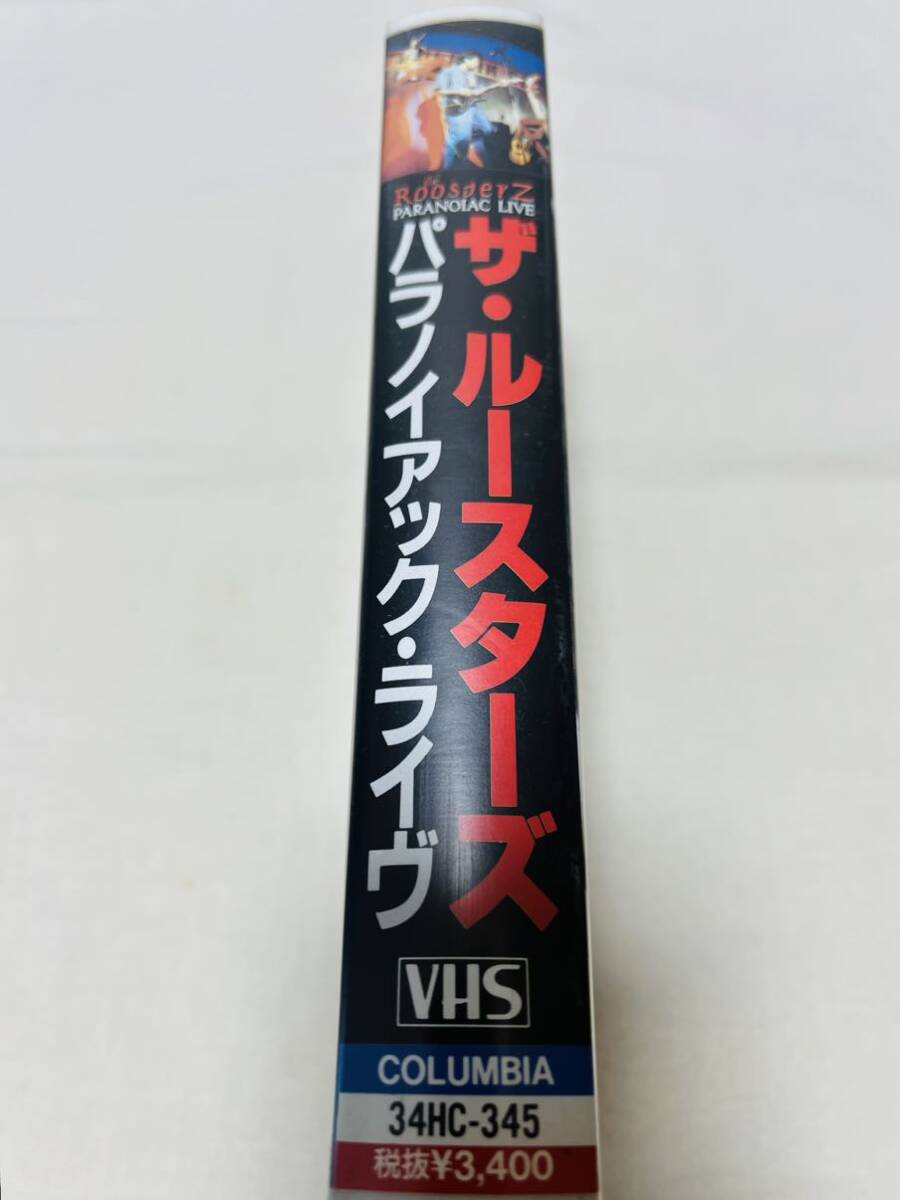 the
RoosterZ
PARANOIAC LIVE
ザ・ルースターズ
パラノイアック・ライヴ
VHS
COLUMBIA
34HC-345
税抜¥3,400